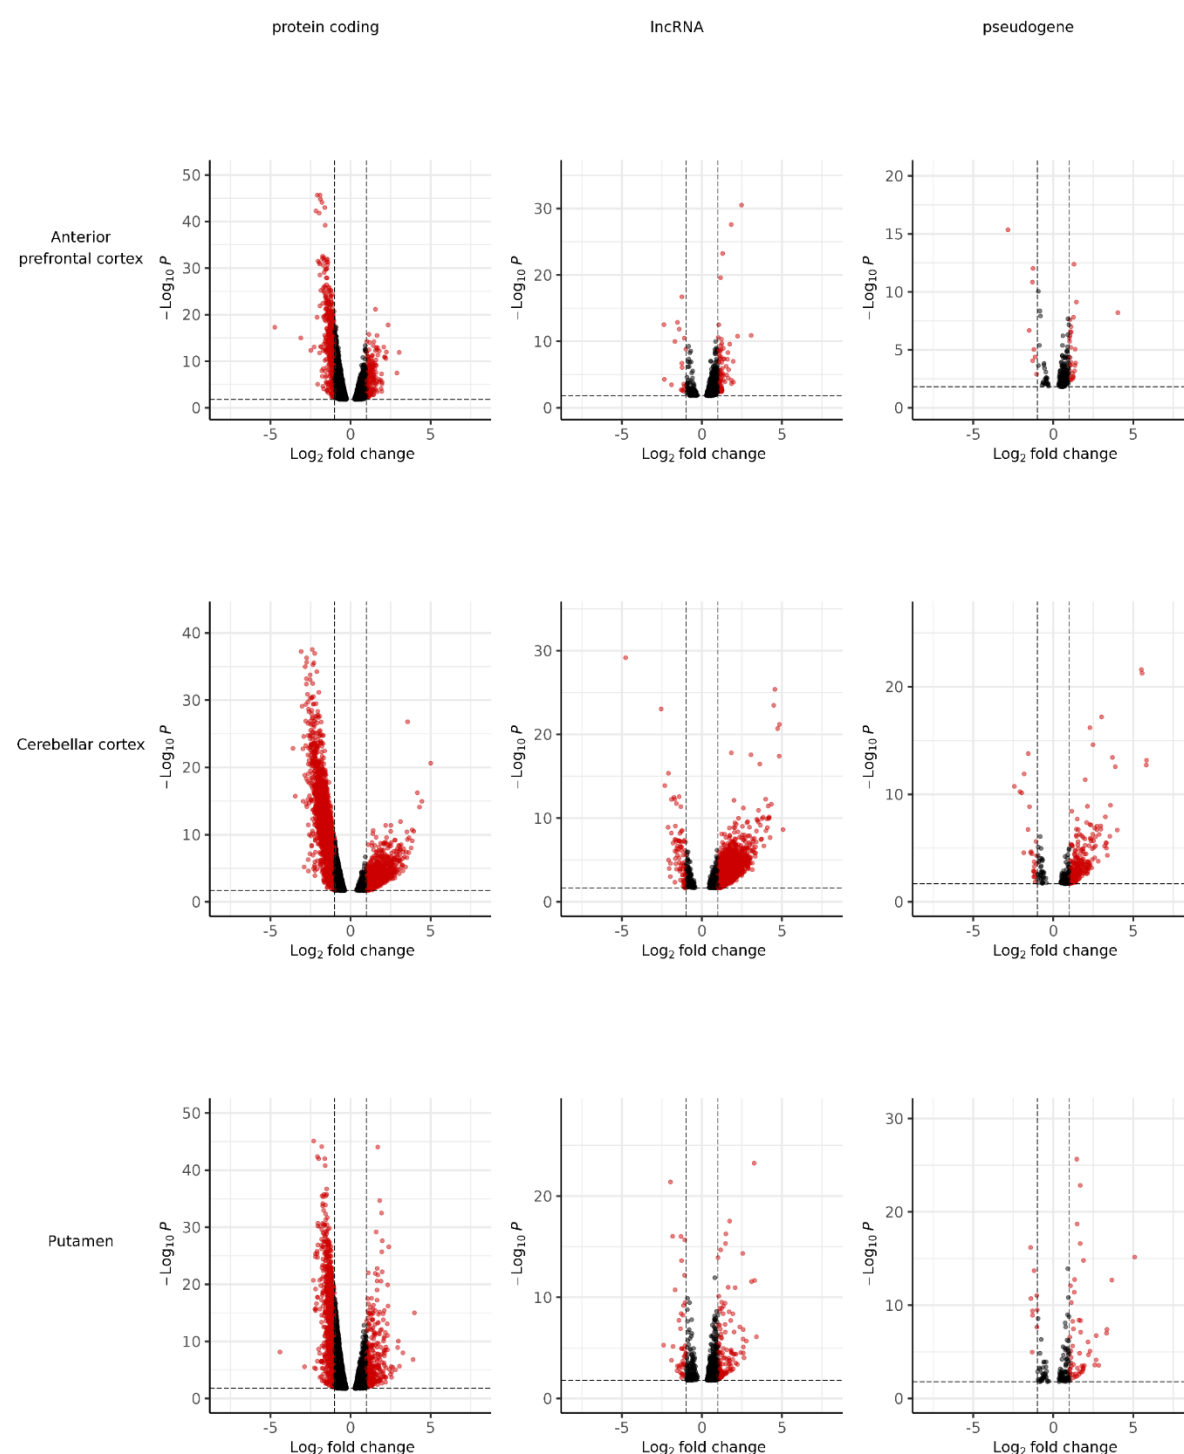 protein coding lncRNA pseudogene
Anterior
prefrontal cortex
−Log10 P
50
40
30
20
10
0
-5 0 5
Log2 fold change
−Log10 P
30
20
10
0
-5 0 5
Log2 fold change
−Log10 P
20
15
10
5
0
-5 0 5
Log2 fold change
Cerebellar cortex
−Log10 P
40
30
20
10
0
-5 0 5
Log2 fold change
−Log10 P
30
20
10
0
-5 0 5
Log2 fold change
−Log10 P
20
10
0
-5 0 5
Log2 fold change
Putamen
−Log10 P
50
40
30
20
10
0
-5 0 5
Log2 fold change
−Log10 P
20
10
0
-5 0 5
Log2 fold change
−Log10 P
30
20
10
0
-5 0 5
Log2 fold change